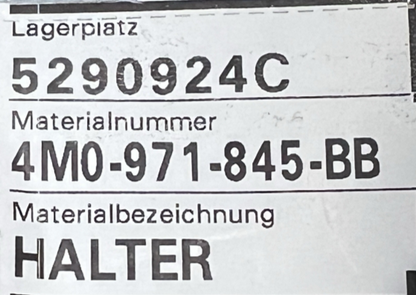 Lagerplatz
5290924C
Materialnummer
4M0-971-845-BB
Materialbezeichnung
HALTER